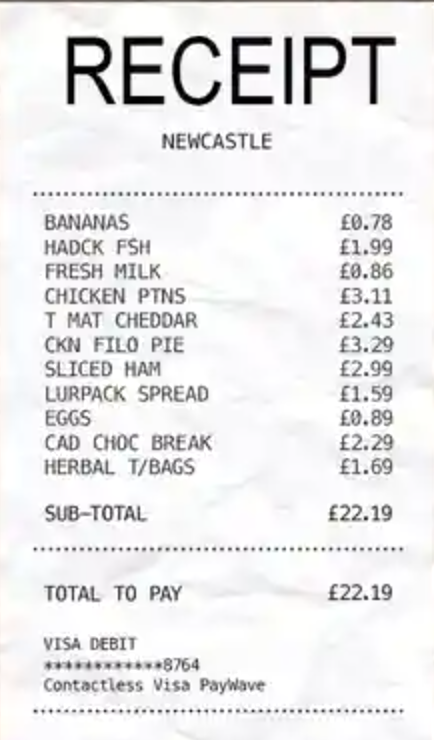 RECEIPT
NEWCASTLE
BANANAS £0.78
HADCK FSH £1.99
FRESH MILK £0.86
CHICKEN PTNS £3.11
T MAT CHEDDAR £2.43
CKN FILO PIE £3.29
SLICED HAM £2.99
LURPACK SPREAD £1.59
EGGS £0.89
CAD CHOC BREAK £2.29
HERBAL T/BAGS £1.69
SUB-TOTAL £22.19
TOTAL TO PAY £22.19
VISA DEBIT
************8764
Contactless Visa PayWave